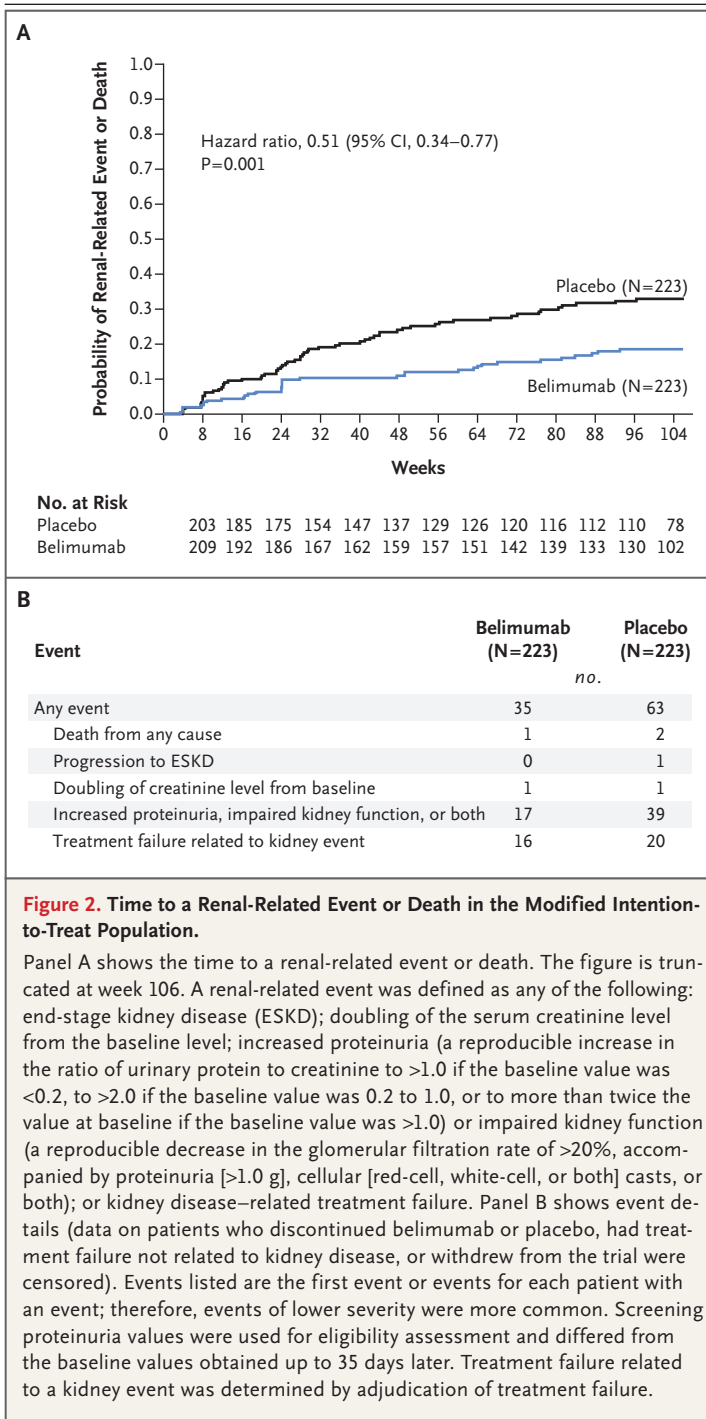 A
Probability of Renal-Related Event or Death
1.0
0.9
0.8
0.7
0.6
0.5
0.4
0.3
0.2
0.1
0.0
Hazard ratio, 0.51 (95% CI, 0.34–0.77)
P=0.001
Placebo (N=223)
Belimumab (N=223)
0 8 16 24 32 40 48 56 64 72 80 88 96 104
Weeks
No. at Risk
Placebo 203 185 175 154 147 137 129 126 120 116 112 110 78
Belimumab 209 192 186 167 162 159 157 151 142 139 133 130 102
B
Event Belimumab (N=223) Placebo (N=223)
no.
Any event 35 63
Death from any cause 1 2
Progression to ESKD 0 1
Doubling of creatinine level from baseline 1 1
Increased proteinuria, impaired kidney function, or both 17 39
Treatment failure related to kidney event 16 20
Figure 2. Time to a Renal-Related Event or Death in the Modified Intention-
to-Treat Population.
Panel A shows the time to a renal-related event or death. The figure is trun-
cated at week 106. A renal-related event was defined as any of the following:
end-stage kidney disease (ESKD); doubling of the serum creatinine level
from the baseline level; increased proteinuria (a reproducible increase in
the ratio of urinary protein to creatinine to >1.0 if the baseline value was
<0.2, to >2.0 if the baseline value was 0.2 to 1.0, or to more than twice the
value at baseline if the baseline value was >1.0) or impaired kidney function
(a reproducible decrease in the glomerular filtration rate of >20%, accom-
panied by proteinuria [>1.0 g], cellular [red-cell, white-cell, or both] casts, or
both); or kidney disease–related treatment failure. Panel B shows event de-
tails (data on patients who discontinued belimumab or placebo, had treat-
ment failure not related to kidney disease, or withdrew from the trial were
censored). Events listed are the first event or events for each patient with
an event; therefore, events of lower severity were more common. Screening
proteinuria values were used for eligibility assessment and differed from
the baseline values obtained up to 35 days later. Treatment failure related
to a kidney event was determined by adjudication of treatment failure.